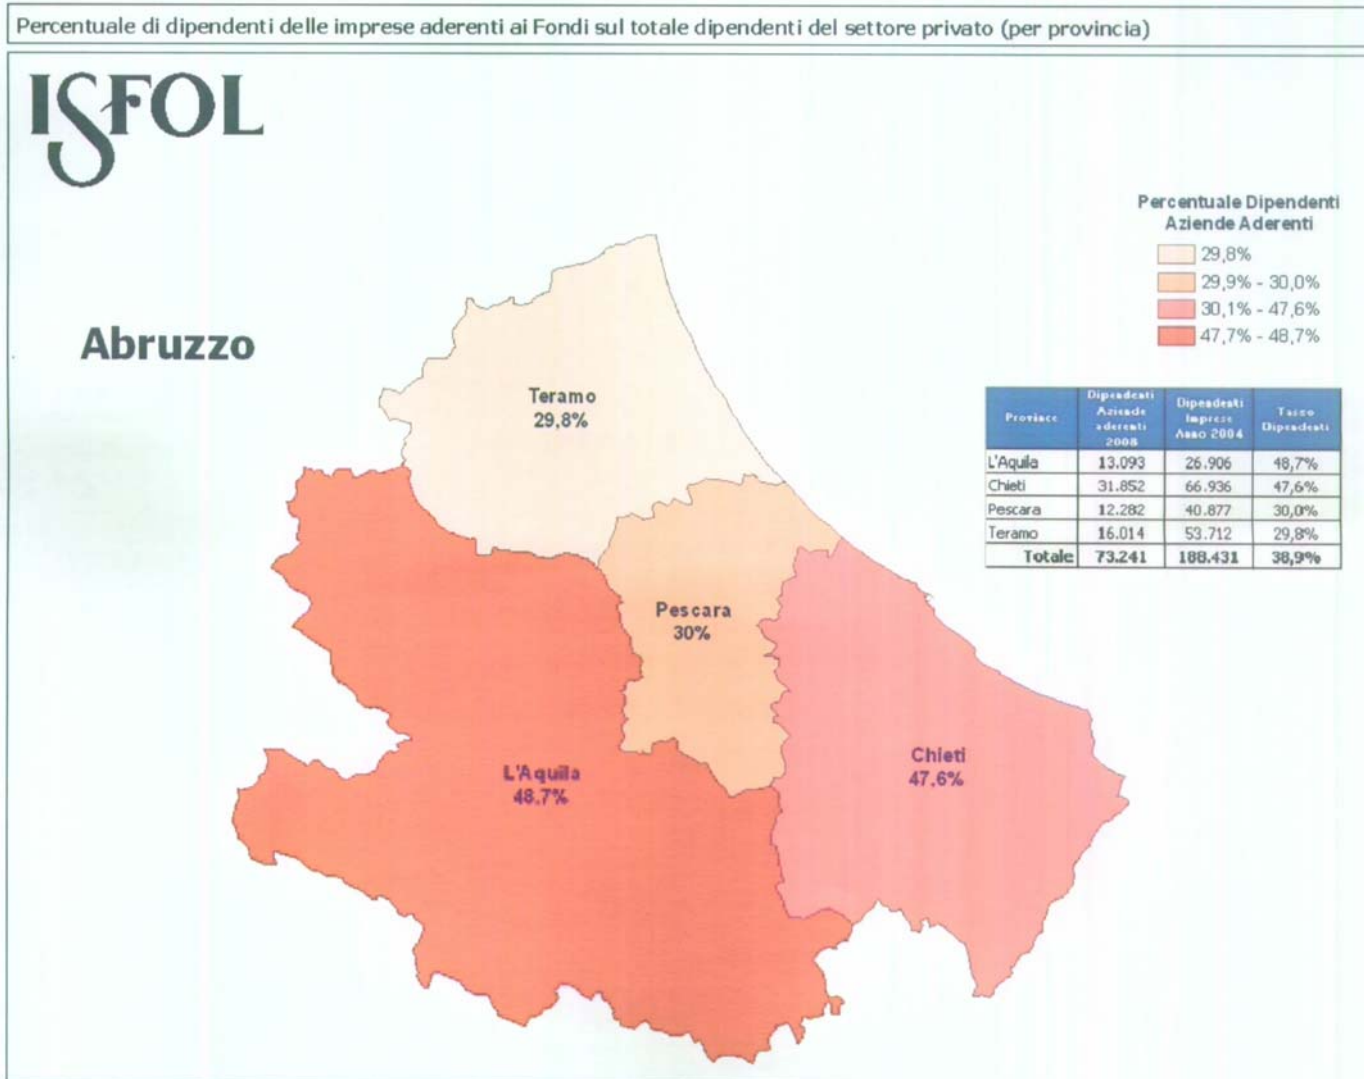 Percentuale di dipendenti delle imprese aderenti ai Fondi sul totale dipendenti del settore privato (per provincia)
ISFOL
Abruzzo
Percentuale Dipendenti
Aziende Aderenti
29,8%
29,9% - 30,0%
30,1% - 47,6%
47,7% - 48,7%
Teramo
29,8%
Pescara
30%
L'Aquila
48,7%
Chieti
47,6%
Province Dipendenti Aziende aderenti 2008 Dipendenti Imprese Anno 2004 Tasso Dipendenti
L'Aquila 13.093 26.906 48,7%
Chieti 31.852 66.936 47,6%
Pescara 12.282 40.877 30,0%
Teramo 16.014 53.712 29,8%
Totale 73.241 188.431 38,9%